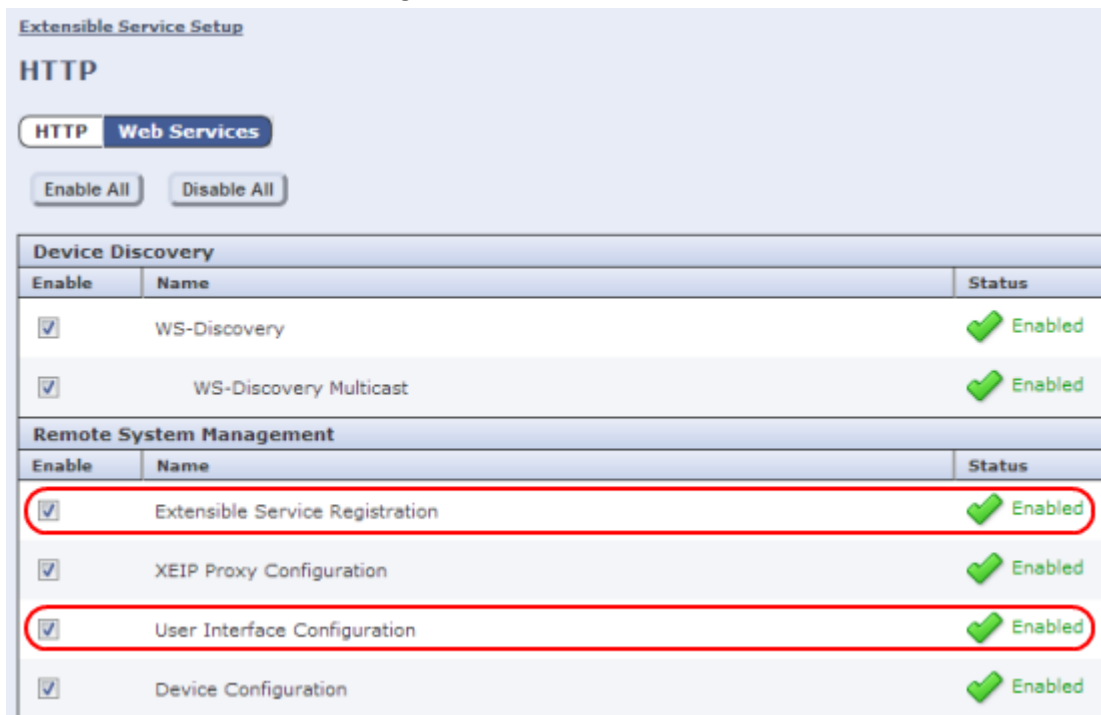 Extensible Service Setup
HTTP
HTTP Web Services
Enable All Disable All
Device Discovery
Enable Name Status
WS-Discovery Enabled
WS-Discovery Multicast Enabled
Remote System Management
Enable Name Status
Extensible Service Registration Enabled
XEIP Proxy Configuration Enabled
User Interface Configuration Enabled
Device Configuration Enabled